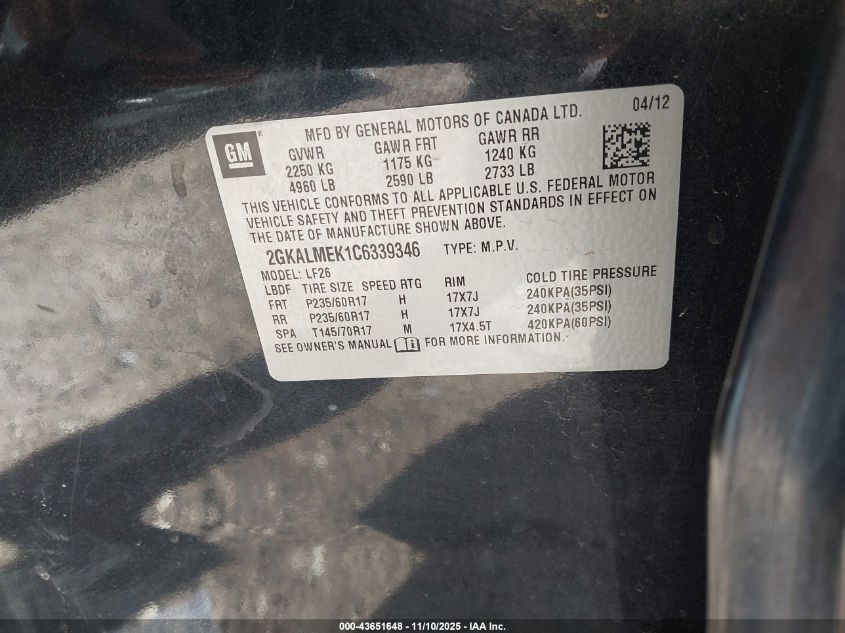 GM
MFD BY GENERAL MOTORS OF CANADA LTD. 04/12
GVWR GAWR FRT GAWR RR
2250 KG 1175 KG 1240 KG
4960 LB 2590 LB 2733 LB
THIS VEHICLE CONFORMS TO ALL APPLICABLE U.S. FEDERAL MOTOR
VEHICLE SAFETY AND THEFT PREVENTION STANDARDS IN EFFECT ON
THE DATE OF MANUFACTURE SHOWN ABOVE.
2GKALMEK1C6339346 TYPE: M.P.V.
MODEL: LF26
LBDF TIRE SIZE SPEED RTG RIM COLD TIRE PRESSURE
FRT P235/60R17 H 17X7J 240KPA(35PSI)
RR P235/60R17 H 17X7J 240KPA(35PSI)
SPA T145/70R17 M 17X4.5T 420KPA(60PSI)
SEE OWNER'S MANUAL FOR MORE INFORMATION.
000-43651648 - 11/10/2025 - IAA Inc.